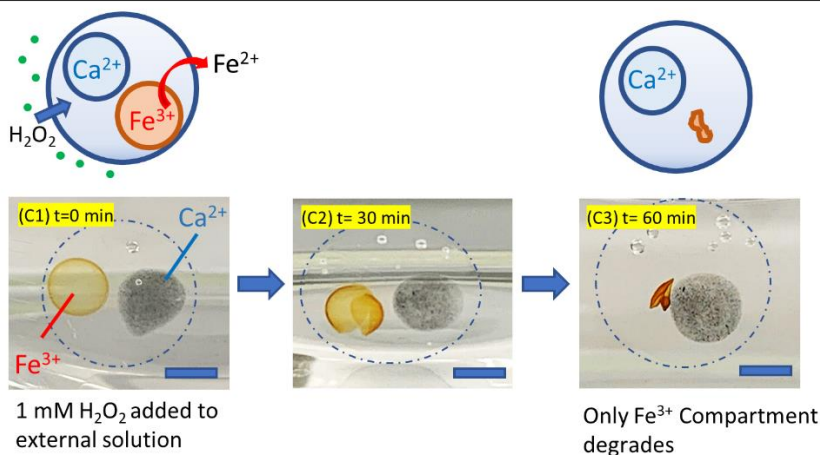 Ca²⁺
Fe³⁺
Fe²⁺
H₂O₂
Ca²⁺
(C1) t=0 min
Ca²⁺
Fe³⁺
(C2) t= 30 min
(C3) t= 60 min
1 mM H₂O₂ added to
external solution
Only Fe³⁺ Compartment
degrades